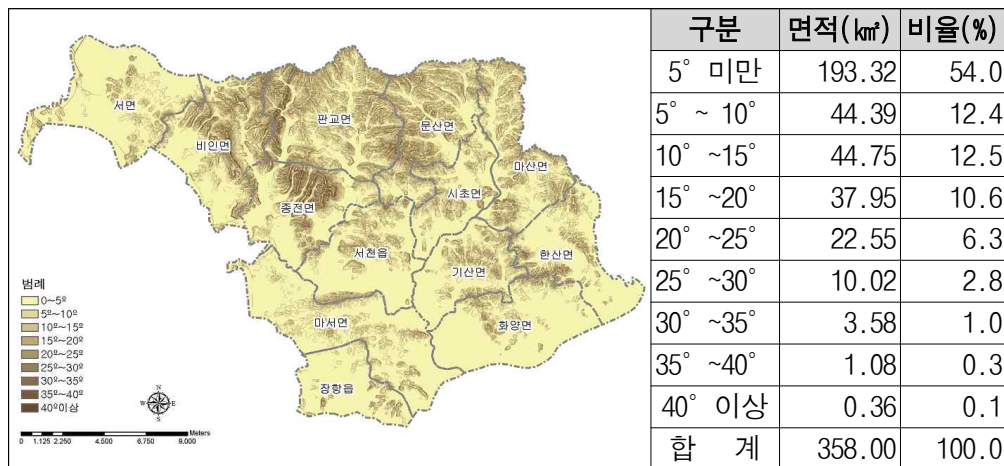 서면
비인면
판교면
문산면
마산면
종천면
시초면
서천읍
기산면
한산면
마서면
화양면
장항읍
범례
0~5º
5º~10º
10º~15º
15º~20º
20º~25º
25º~30º
30º~35º
35º~40º
40º이상
N
W E
S
Meters
0 1.125 2.250 4.500 6.750 9.000
구분 면적(㎢) 비율(%)
5° 미만 193.32 54.0
5° ~ 10° 44.39 12.4
10° ~15° 44.75 12.5
15° ~20° 37.95 10.6
20° ~25° 22.55 6.3
25° ~30° 10.02 2.8
30° ~35° 3.58 1.0
35° ~40° 1.08 0.3
40° 이상 0.36 0.1
합 계 358.00 100.0